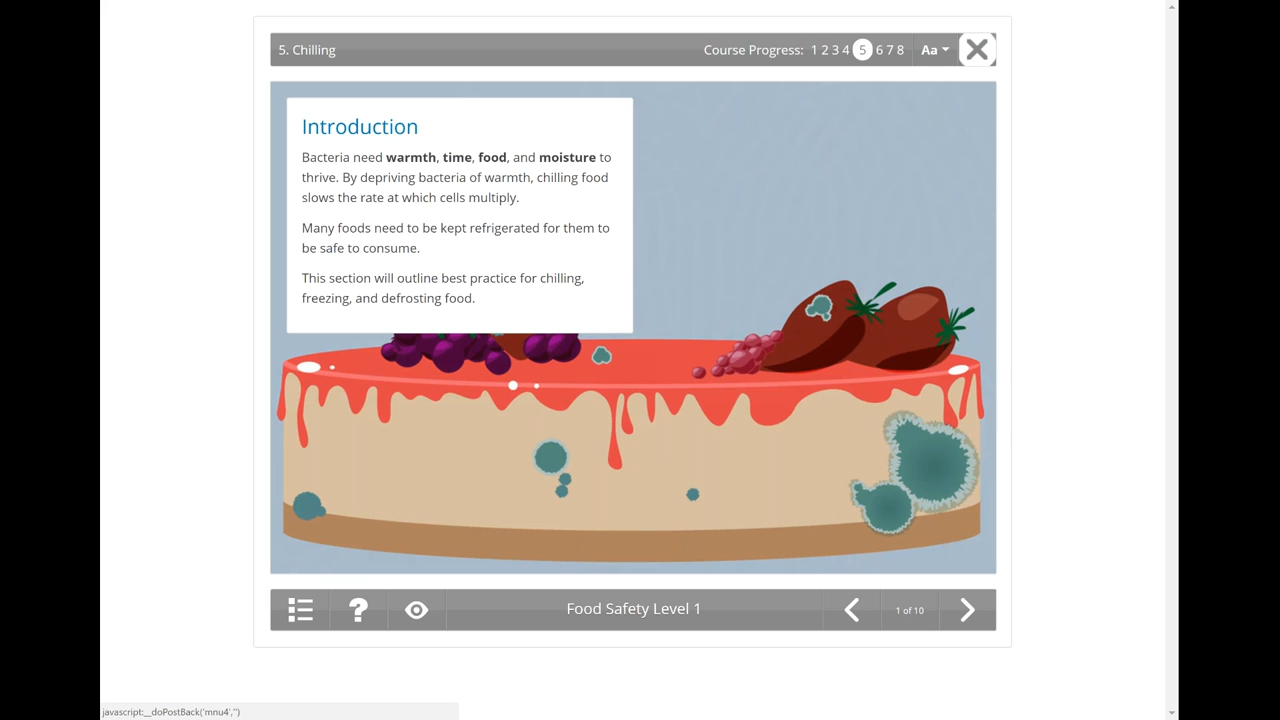 5. Chilling
Course Progress: 1 2 3 4 5 6 7 8
Aa
Introduction
Bacteria need warmth, time, food, and moisture to
thrive. By depriving bacteria of warmth, chilling food
slows the rate at which cells multiply.
Many foods need to be kept refrigerated for them to
be safe to consume.
This section will outline best practice for chilling,
freezing, and defrosting food.
?
Food Safety Level 1
1 of 10
javascript:__doPostBack('mnu4','')